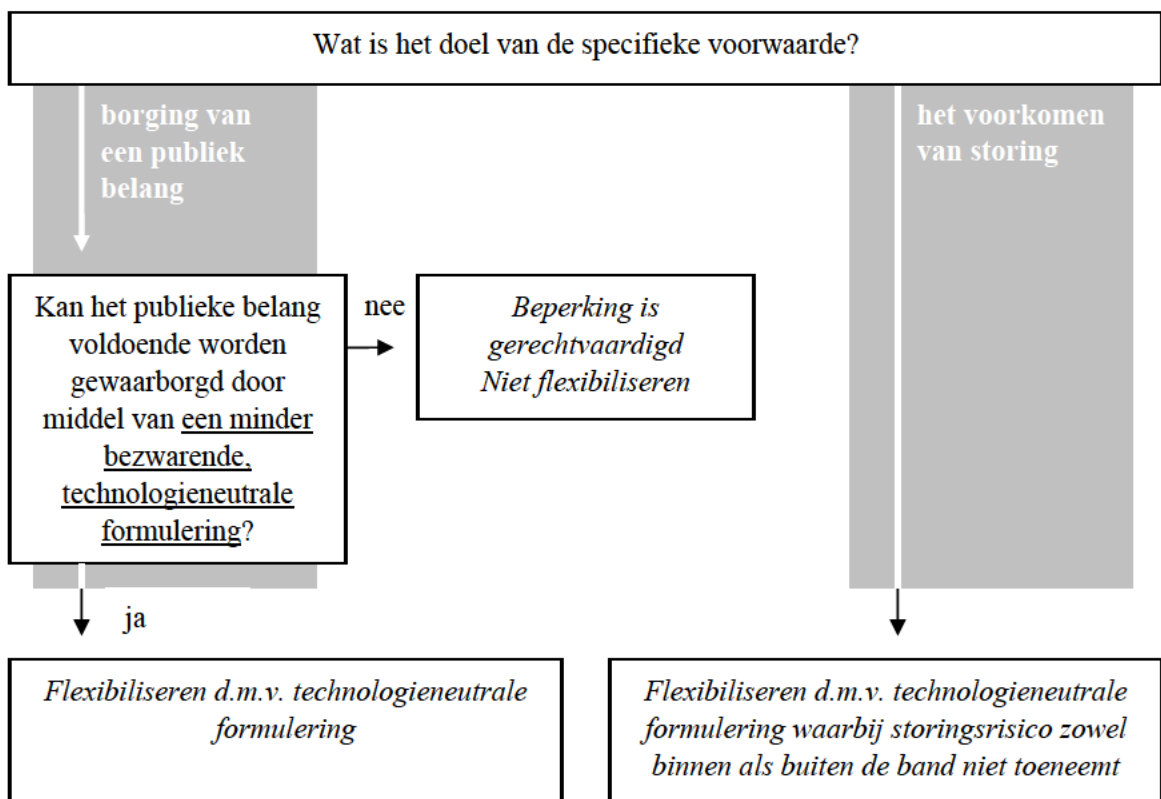 Wat is het doel van de specifieke voorwaarde?
borging van
een publiek
belang
het voorkomen
van storing
Kan het publieke belang
voldoende worden
gewaarborgd door
middel van een minder
bezwarende,
technologieneutrale
formulering?
nee
Beperking is
gerechtvaardigd
Niet flexibiliseren
ja
Flexibiliseren d.m.v. technologieneutrale
formulering
Flexibiliseren d.m.v. technologieneutrale
formulering waarbij storingsrisico zowel
binnen als buiten de band niet toeneemt